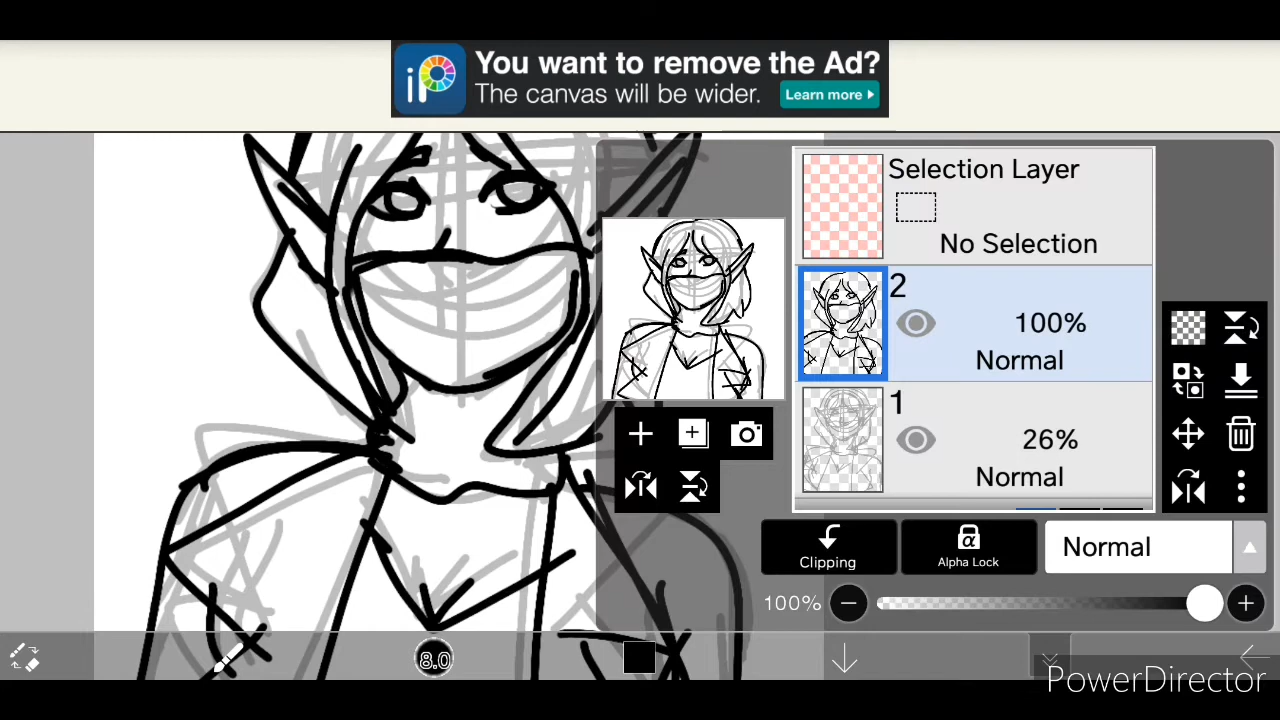 iP
You want to remove the Ad?
The canvas will be wider.
Learn more
Selection Layer
No Selection
2
100%
Normal
1
26%
Normal
Clipping
α
Alpha Lock
Normal
100%
8.0
PowerDirector